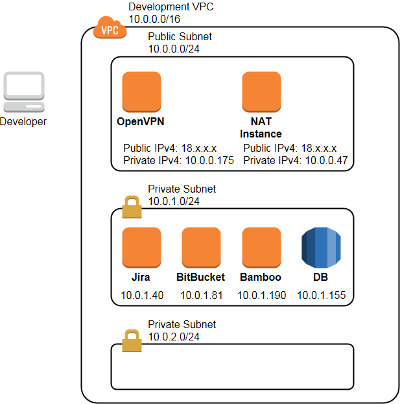 Development VPC
10.0.0.0/16
VPC
Public Subnet
10.0.0.0/24
Developer
OpenVPN
NAT
Instance
Public IPv4: 18.x.x.x
Private IPv4: 10.0.0.175
Public IPv4: 18.x.x.x
Private IPv4: 10.0.0.47
Private Subnet
10.0.1.0/24
Jira
BitBucket
Bamboo
DB
10.0.1.40
10.0.1.81
10.0.1.190
10.0.1.155
Private Subnet
10.0.2.0/24